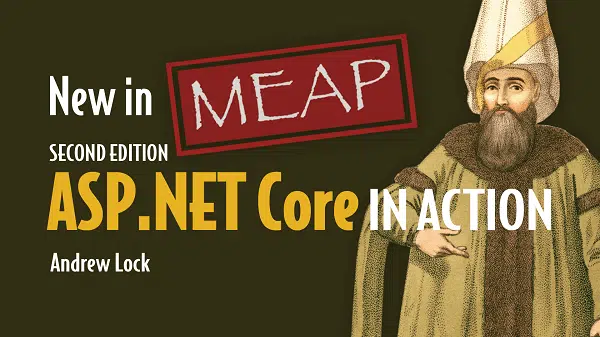 New in MEAP
SECOND EDITION
ASP.NET Core IN ACTION
Andrew Lock